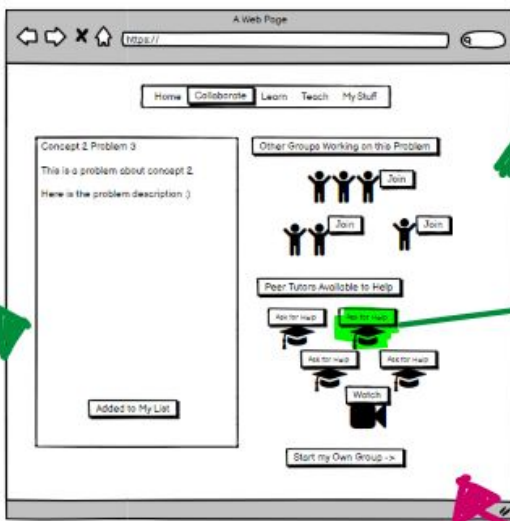 A Web Page
https://
Home Collaborate Learn Teach My Stuff
Concept 2 Problem 3
This is a problem about concept 2.
Here is the problem description :)
Added to My List
Other Groups Working on this Problem
Join
Join
Join
Peer Tutors Available to Help
Ask for Help
Ask for Help
Ask for Help
Ask for Help
Watch
Start my Own Group ->